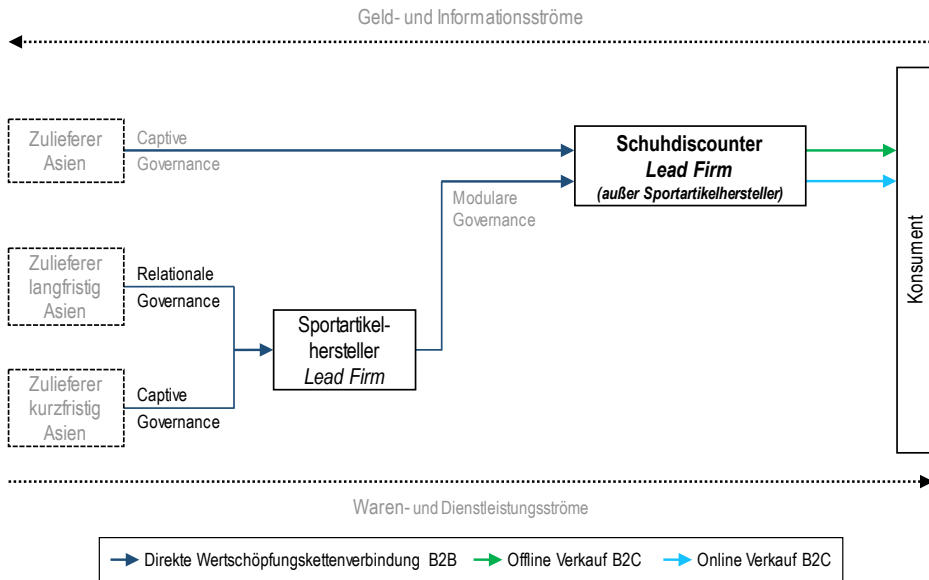 Geld- und Informationsströme
Zulieferer
Asien
Captive
Governance
Schuhdiscounter
Lead Firm
(außer Sportartikelhersteller)
Modulare
Governance
Konsument
Zulieferer
langfristig
Asien
Relationale
Governance
Sportartikel-
hersteller
Lead Firm
Zulieferer
kurzfristig
Asien
Captive
Governance
Waren- und Dienstleistungsströme
Direkte Wertschöpfungskettenverbindung B2B
Offline Verkauf B2C
Online Verkauf B2C